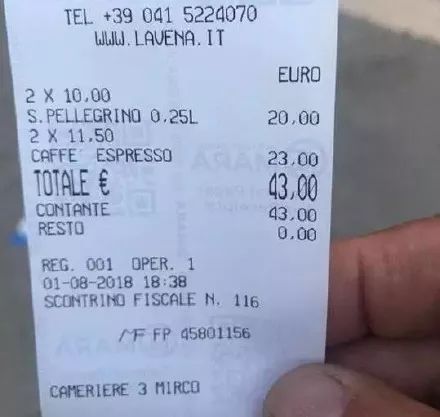 TEL +39 041 5224070
WWW.LAVENA.IT
EURO
2 X 10,00
S.PELLEGRINO 0,25L 20,00
2 X 11,50
CAFFE' ESPRESSO 23,00
TOTALE € 43,00
CONTANTE 43,00
RESTO 0,00
REG. 001 OPER. 1
01-08-2018 18:38
SCONTRINO FISCALE N. 116
MF FP 45801156
CAMERIERE 3 MIRCO